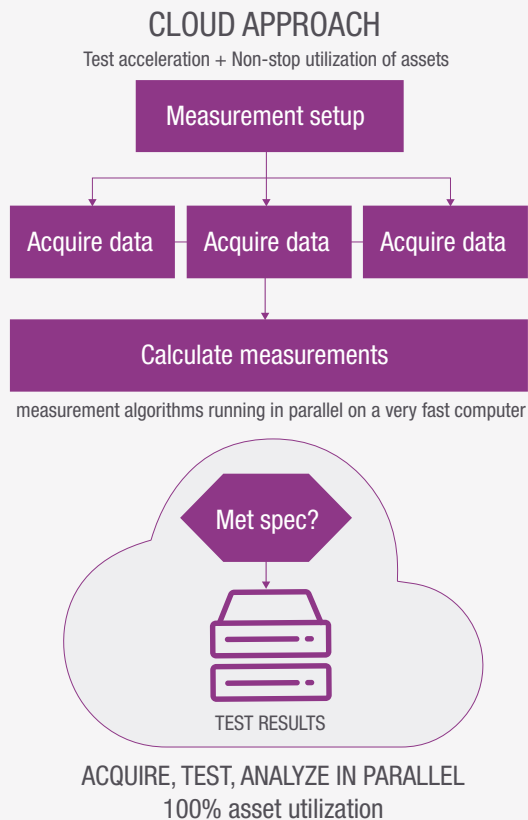 CLOUD APPROACH
Test acceleration + Non-stop utilization of assets
Measurement setup
Acquire data
Acquire data
Acquire data
Calculate measurements
measurement algorithms running in parallel on a very fast computer
Met spec?
TEST RESULTS
ACQUIRE, TEST, ANALYZE IN PARALLEL
100% asset utilization